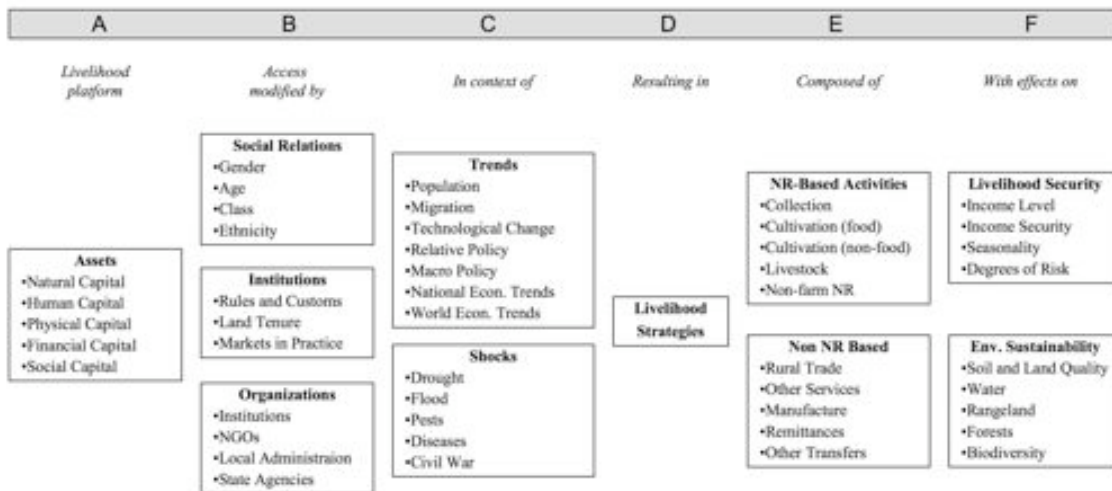 A
B
C
D
E
F
Livelihood
platform
Access
modified by
In context of
Resulting in
Composed of
With effects on
Assets
•Natural Capital
•Human Capital
•Physical Capital
•Financial Capital
•Social Capital
Social Relations
•Gender
•Age
•Class
•Ethnicity
Institutions
•Rules and Customs
•Land Tenure
•Markets in Practice
Organizations
•Institutions
•NGOs
•Local Administraion
•State Agencies
Trends
•Population
•Migration
•Technological Change
•Relative Policy
•Macro Policy
•National Econ. Trends
•World Econ. Trends
Shocks
•Drought
•Flood
•Pests
•Diseases
•Civil War
Livelihood
Strategies
NR-Based Activities
•Collection
•Cultivation (food)
•Cultivation (non-food)
•Livestock
•Non-farm NR
Non NR Based
•Rural Trade
•Other Services
•Manufacture
•Remittances
•Other Transfers
Livelihood Security
•Income Level
•Income Security
•Seasonality
•Degrees of Risk
Env. Sustainability
•Soil and Land Quality
•Water
•Rangeland
•Forests
•Biodiversity